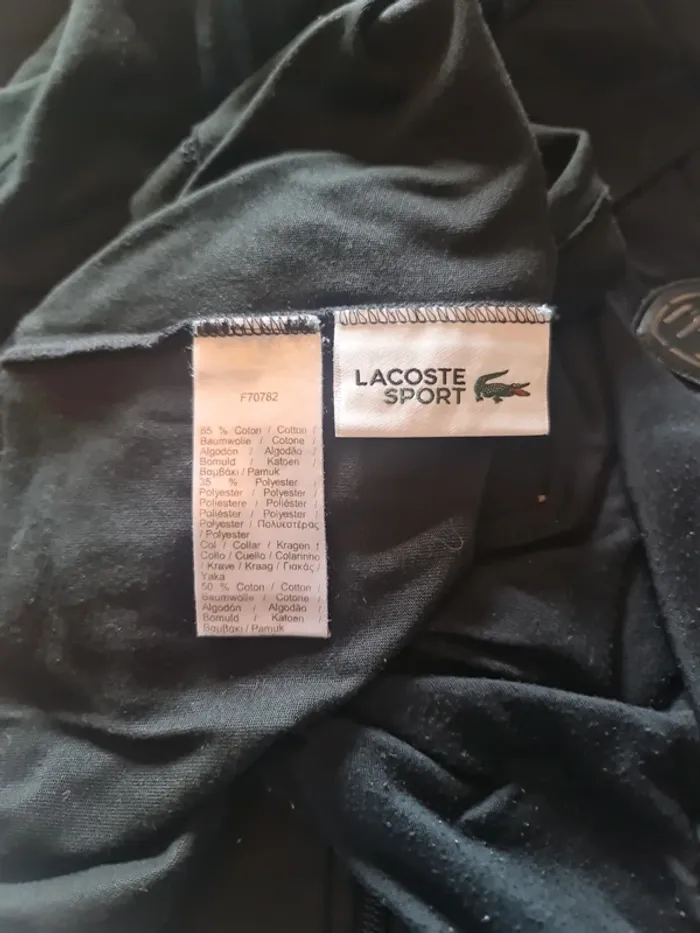 F70782
65 % Coton / Cotton /
Baumwolle / Cotone /
Algodón / Algodão /
Bomuld / Katoen /
Βαμβάκι / Pamuk
35 % Polyester /
Polyester / Polyester /
Poliestere / Poliéster /
Poliéster / Polyester /
Polyester / Πολυεστέρας
/ Polyester
Col / Collar / Kragen /
Collo / Cuello / Colarinho
/ Krave / Kraag / Γιακάς /
Yaka
50 % Coton / Cotton /
Baumwolle / Cotone /
Algodón / Algodão /
Bomuld / Katoen /
Βαμβάκι / Pamuk
LACOSTE
SPORT